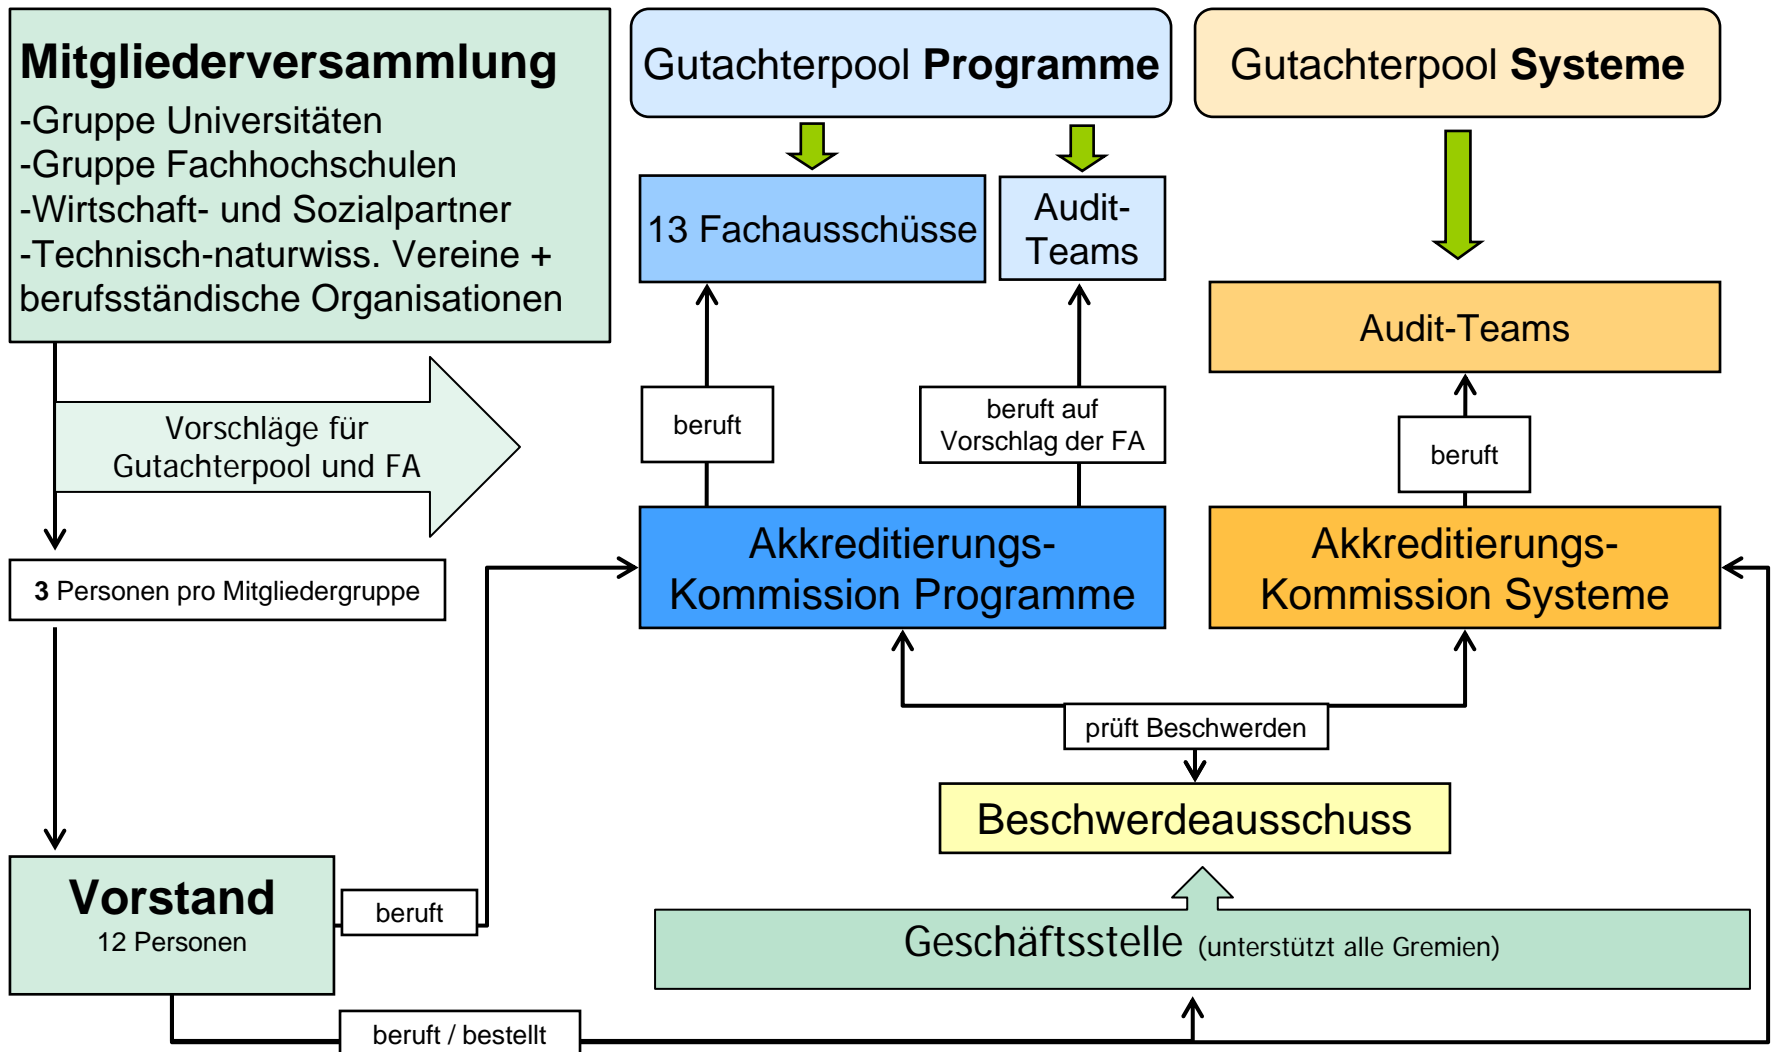 Mitgliederversammlung
-Gruppe Universitäten
-Gruppe Fachhochschulen
-Wirtschaft- und Sozialpartner
-Technisch-naturwiss. Vereine +
berufsständische Organisationen
Gutachterpool Programme
Gutachterpool Systeme
13 Fachausschüsse
Audit-
Teams
Audit-Teams
Vorschläge für
Gutachterpool und FA
beruft
beruft auf
Vorschlag der FA
beruft
3 Personen pro Mitgliedergruppe
Akkreditierungs-
Kommission Programme
Akkreditierungs-
Kommission Systeme
prüft Beschwerden
Beschwerdeausschuss
Vorstand
12 Personen
beruft
Geschäftsstelle (unterstützt alle Gremien)
beruft / bestellt